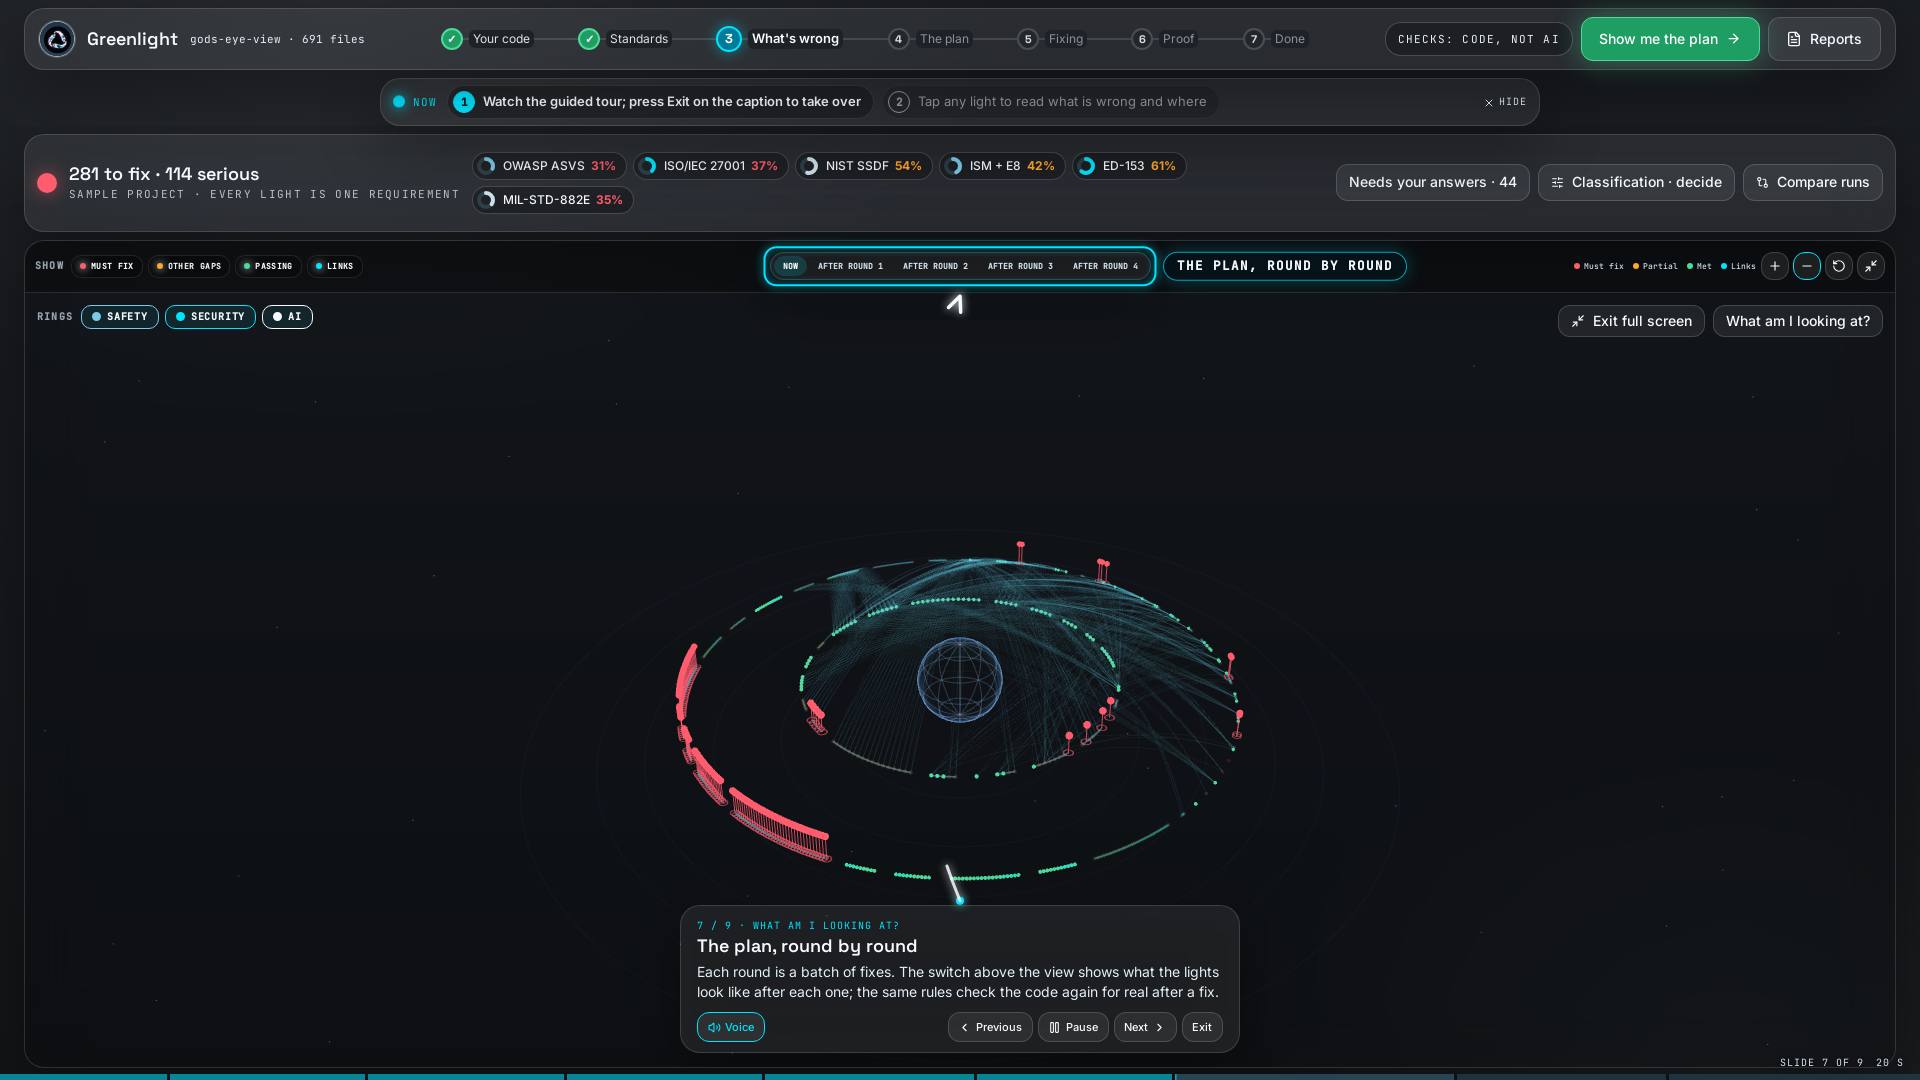 Greenlight gods-eye-view · 691 files
Your code
Standards
3 What's wrong
4 The plan
5 Fixing
6 Proof
7 Done
CHECKS: CODE, NOT AI
Show me the plan
Reports
NOW
1 Watch the guided tour; press Exit on the caption to take over
2 Tap any light to read what is wrong and where
HIDE
281 to fix · 114 serious
SAMPLE PROJECT · EVERY LIGHT IS ONE REQUIREMENT
OWASP ASVS 31%
ISO/IEC 27001 37%
NIST SSDF 54%
ISM + E8 42%
ED-153 61%
MIL-STD-882E 35%
Needs your answers · 44
Classification · decide
Compare runs
SHOW
MUST FIX
OTHER GAPS
PASSING
LINKS
NOW
AFTER ROUND 1
AFTER ROUND 2
AFTER ROUND 3
AFTER ROUND 4
THE PLAN, ROUND BY ROUND
Must fix
Partial
Met
Links
RINGS
SAFETY
SECURITY
AI
Exit full screen
What am I looking at?
7 / 9 · WHAT AM I LOOKING AT?
The plan, round by round
Each round is a batch of fixes. The switch above the view shows what the lights
look like after each one; the same rules check the code again for real after a fix.
Voice
Previous
Pause
Next
Exit
SLIDE 7 OF 9 20 S